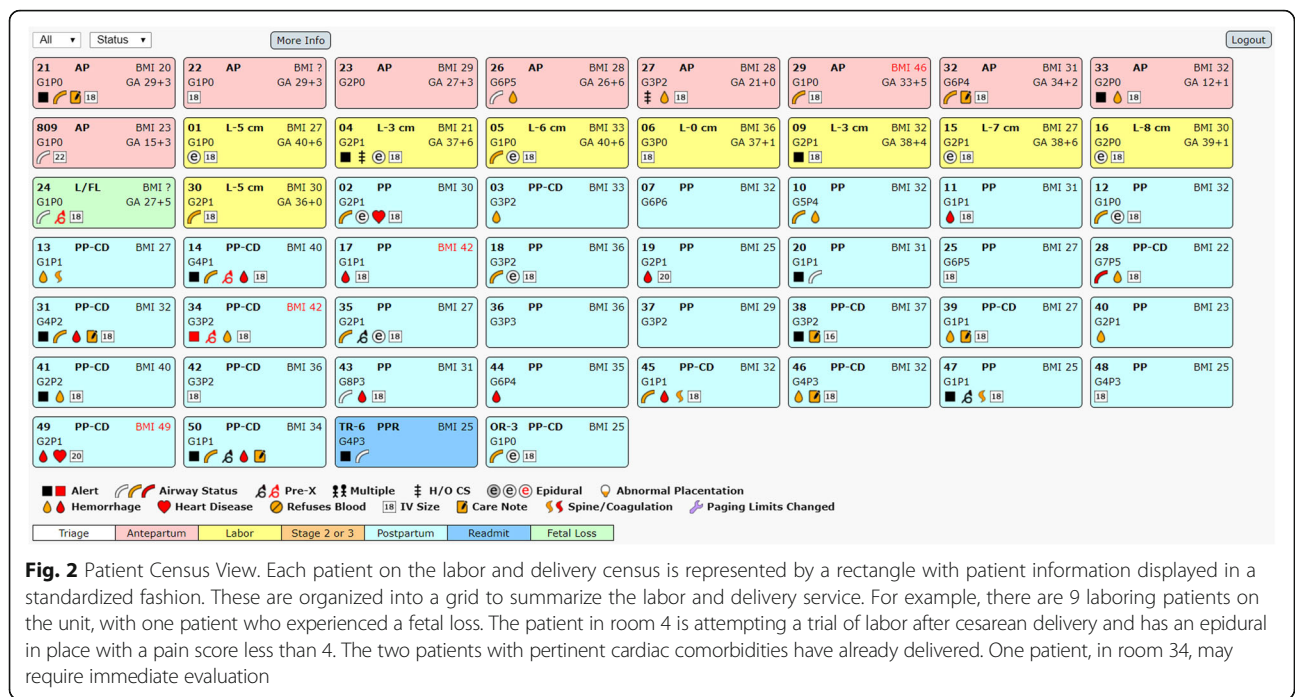 All Status More Info Logout
21 AP BMI 20 22 AP BMI ? 23 AP BMI 29 26 AP BMI 28 27 AP BMI 28 29 AP BMI 46 32 AP BMI 31 33 AP BMI 32
G1P0 GA 29+3 G1P0 GA 29+3 G2P0 GA 27+3 G6P5 GA 26+6 G3P2 GA 21+0 G1P0 GA 33+5 G6P4 GA 34+2 G2P0 GA 12+1
18 18 18 18 18 18
809 AP BMI 23 01 L-5 cm BMI 27 04 L-3 cm BMI 21 05 L-6 cm BMI 33 06 L-0 cm BMI 36 09 L-3 cm BMI 32 15 L-7 cm BMI 27 16 L-8 cm BMI 30
G1P0 GA 15+3 G1P0 GA 40+6 G2P1 GA 37+6 G1P0 GA 40+6 G3P0 GA 37+1 G2P1 GA 38+4 G2P1 GA 38+6 G2P0 GA 39+1
22 e 18 e 18 e 18 18 18 e 18 e 18
24 L/FL BMI ? 30 L-5 cm BMI 30 02 PP BMI 30 03 PP-CD BMI 33 07 PP BMI 32 10 PP BMI 32 11 PP BMI 31 12 PP BMI 32
G1P0 GA 27+5 G2P1 GA 36+0 G2P1 G3P2 G6P6 G5P4 G1P1 G1P0
18 18 e 18 18 e 18
13 PP-CD BMI 27 14 PP-CD BMI 40 17 PP BMI 42 18 PP BMI 36 19 PP BMI 25 20 PP BMI 31 25 PP BMI 27 28 PP-CD BMI 22
G1P1 G4P1 G1P1 G3P2 G2P1 G1P1 G6P5 G7P5
18 18 e 18 20 18 18
31 PP-CD BMI 32 34 PP-CD BMI 42 35 PP BMI 27 36 PP BMI 36 37 PP BMI 29 38 PP-CD BMI 37 39 PP-CD BMI 27 40 PP BMI 23
G4P2 G3P2 G2P1 G3P3 G3P2 G3P2 G1P1 G2P1
18 18 e 18 16 18
41 PP-CD BMI 40 42 PP-CD BMI 36 43 PP BMI 31 44 PP BMI 35 45 PP-CD BMI 32 46 PP-CD BMI 32 47 PP BMI 25 48 PP BMI 25
G2P2 G3P2 G8P3 G6P4 G1P1 G4P3 G1P1 G4P3
18 18 18 18 18 18 18
49 PP-CD BMI 49 50 PP-CD BMI 34 TR-6 PPR BMI 25 OR-3 PP-CD BMI 25
G2P1 G1P1 G4P3 G1P0
20 e 18
Alert Airway Status Pre-X Multiple H/O CS e e e Epidural Abnormal Placentation
Hemorrhage Heart Disease Refuses Blood 18 IV Size Care Note Spine/Coagulation Paging Limits Changed
Triage Antepartum Labor Stage 2 or 3 Postpartum Readmit Fetal Loss
Fig. 2 Patient Census View. Each patient on the labor and delivery census is represented by a rectangle with patient information displayed in a
standardized fashion. These are organized into a grid to summarize the labor and delivery service. For example, there are 9 laboring patients on
the unit, with one patient who experienced a fetal loss. The patient in room 4 is attempting a trial of labor after cesarean delivery and has an epidural
in place with a pain score less than 4. The two patients with pertinent cardiac comorbidities have already delivered. One patient, in room 34, may
require immediate evaluation